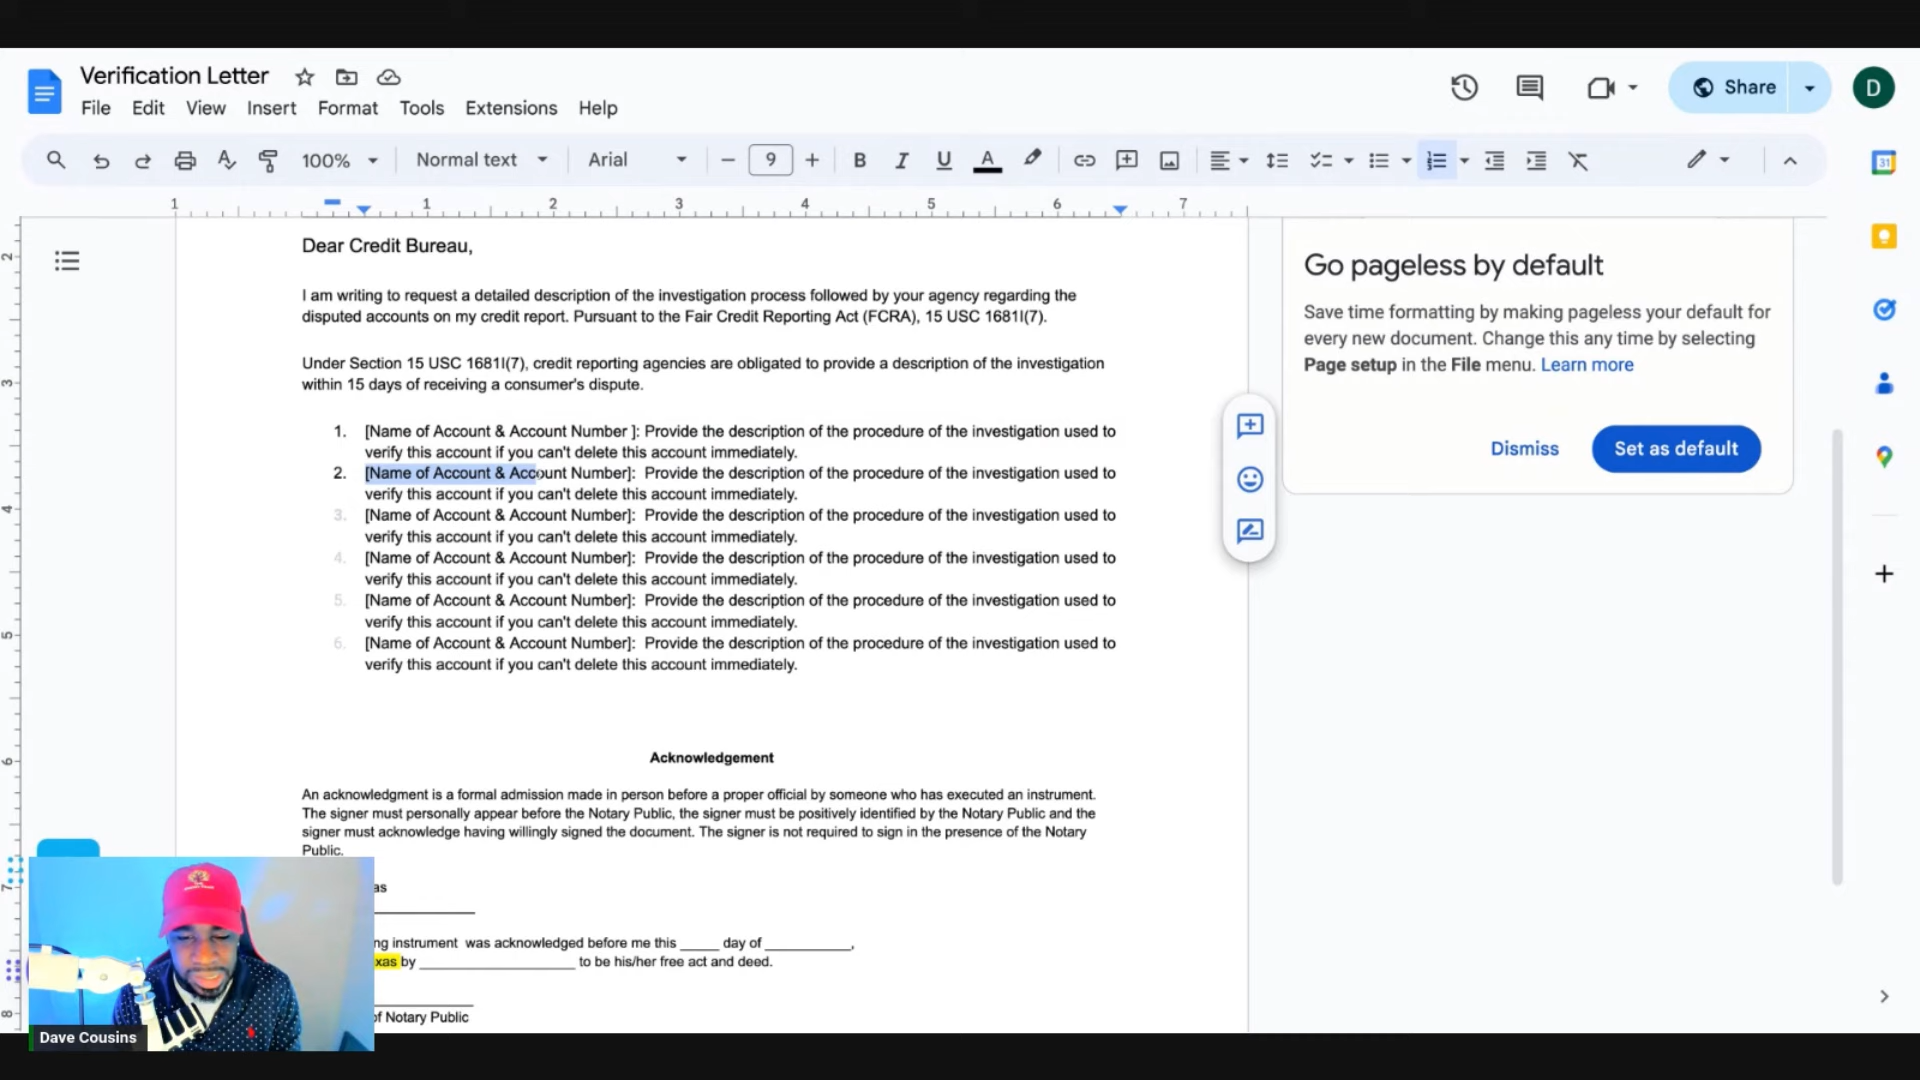 Verification Letter
File Edit View Insert Format Tools Extensions Help
Share
D
100% Normal text Arial 9 B I U A
31
1 1 2 3 4 5 6 7
2
3
4
5
6
7
8
Dear Credit Bureau,
I am writing to request a detailed description of the investigation process followed by your agency regarding the
disputed accounts on my credit report. Pursuant to the Fair Credit Reporting Act (FCRA), 15 USC 1681I(7).
Under Section 15 USC 1681I(7), credit reporting agencies are obligated to provide a description of the investigation
within 15 days of receiving a consumer's dispute.
1. [Name of Account & Account Number ]: Provide the description of the procedure of the investigation used to
verify this account if you can't delete this account immediately.
2. [Name of Account & Account Number]: Provide the description of the procedure of the investigation used to
verify this account if you can't delete this account immediately.
3. [Name of Account & Account Number]: Provide the description of the procedure of the investigation used to
verify this account if you can't delete this account immediately.
4. [Name of Account & Account Number]: Provide the description of the procedure of the investigation used to
verify this account if you can't delete this account immediately.
5. [Name of Account & Account Number]: Provide the description of the procedure of the investigation used to
verify this account if you can't delete this account immediately.
6. [Name of Account & Account Number]: Provide the description of the procedure of the investigation used to
verify this account if you can't delete this account immediately.
Acknowledgement
An acknowledgment is a formal admission made in person before a proper official by someone who has executed an instrument.
The signer must personally appear before the Notary Public, the signer must be positively identified by the Notary Public and the
signer must acknowledge having willingly signed the document. The signer is not required to sign in the presence of the Notary
Public.
as
ng instrument was acknowledged before me this _____ day of ___________,
xas by ____________________ to be his/her free act and deed.
of Notary Public
Go pageless by default
Save time formatting by making pageless your default for
every new document. Change this any time by selecting
Page setup in the File menu. Learn more
Dismiss Set as default
Dave Cousins